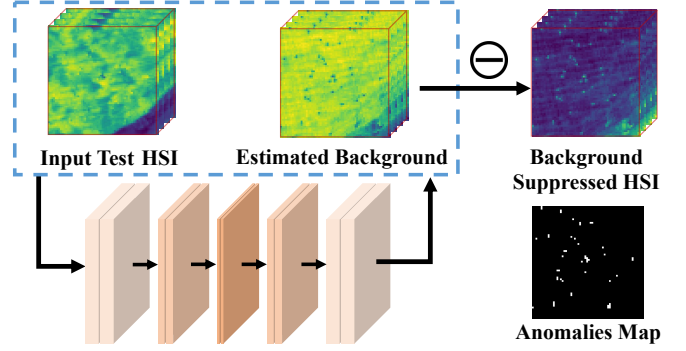 Input Test HSI
Estimated Background
Background
Suppressed HSI
Anomalies Map